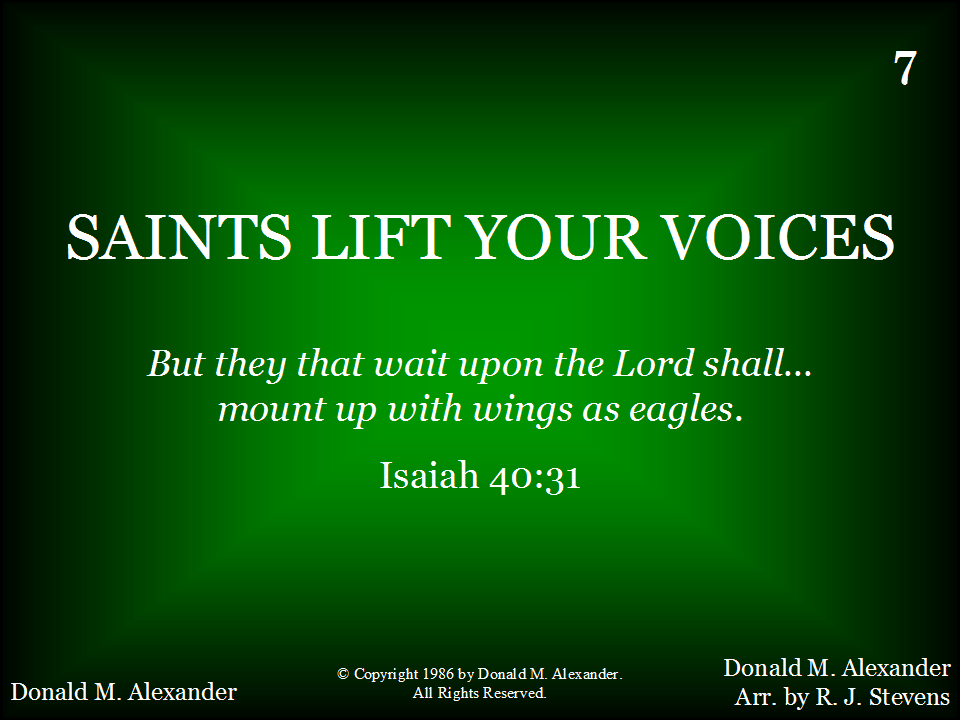 7
SAINTS LIFT YOUR VOICES
But they that wait upon the Lord shall...
mount up with wings as eagles.
Isaiah 40:31
Donald M. Alexander
© Copyright 1986 by Donald M. Alexander.
All Rights Reserved.
Donald M. Alexander
Arr. by R. J. Stevens